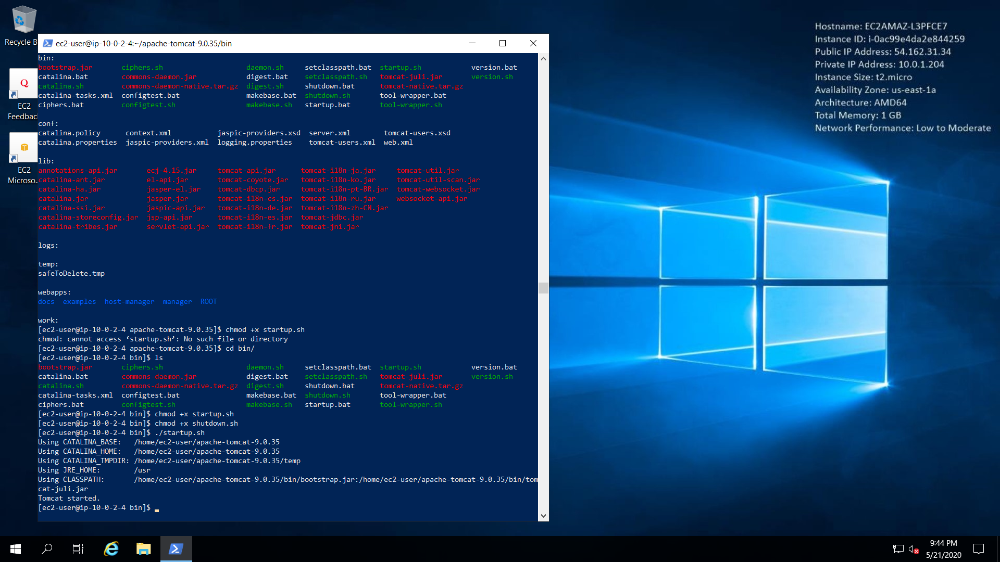 Recycle B
EC2
Feedbac
EC2
Microso..
ec2-user@ip-10-0-2-4:~/apache-tomcat-9.0.35/bin
bin:
bootstrap.jar ciphers.sh daemon.sh setclasspath.bat startup.sh version.bat
catalina.bat commons-daemon.jar digest.bat setclasspath.sh tomcat-juli.jar version.sh
catalina.sh commons-daemon-native.tar.gz digest.sh shutdown.bat tomcat-native.tar.gz
catalina-tasks.xml configtest.bat makebase.bat shutdown.sh tool-wrapper.bat
ciphers.bat configtest.sh makebase.sh startup.bat tool-wrapper.sh
conf:
catalina.policy context.xml jaspic-providers.xsd server.xml tomcat-users.xsd
catalina.properties jaspic-providers.xml logging.properties tomcat-users.xml web.xml
lib:
annotations-api.jar ecj-4.15.jar tomcat-api.jar tomcat-i18n-ja.jar tomcat-util.jar
catalina-ant.jar el-api.jar tomcat-coyote.jar tomcat-i18n-ko.jar tomcat-util-scan.jar
catalina-ha.jar jasper-el.jar tomcat-dbcp.jar tomcat-i18n-pt-BR.jar tomcat-websocket.jar
catalina.jar jasper.jar tomcat-i18n-cs.jar tomcat-i18n-ru.jar websocket-api.jar
catalina-ssi.jar jaspic-api.jar tomcat-i18n-de.jar tomcat-i18n-zh-CN.jar
catalina-storeconfig.jar jsp-api.jar tomcat-i18n-es.jar tomcat-jdbc.jar
catalina-tribes.jar servlet-api.jar tomcat-i18n-fr.jar tomcat-jni.jar
logs:
temp:
safeToDelete.tmp
webapps:
docs examples host-manager manager ROOT
work:
[ec2-user@ip-10-0-2-4 apache-tomcat-9.0.35]$ chmod +x startup.sh
chmod: cannot access ‘startup.sh’: No such file or directory
[ec2-user@ip-10-0-2-4 apache-tomcat-9.0.35]$ cd bin/
[ec2-user@ip-10-0-2-4 bin]$ ls
bootstrap.jar ciphers.sh daemon.sh setclasspath.bat startup.sh version.bat
catalina.bat commons-daemon.jar digest.bat setclasspath.sh tomcat-juli.jar version.sh
catalina.sh commons-daemon-native.tar.gz digest.sh shutdown.bat tomcat-native.tar.gz
catalina-tasks.xml configtest.bat makebase.bat shutdown.sh tool-wrapper.bat
ciphers.bat configtest.sh makebase.sh startup.bat tool-wrapper.sh
[ec2-user@ip-10-0-2-4 bin]$ chmod +x startup.sh
[ec2-user@ip-10-0-2-4 bin]$ chmod +x shutdown.sh
[ec2-user@ip-10-0-2-4 bin]$ ./startup.sh
Using CATALINA_BASE: /home/ec2-user/apache-tomcat-9.0.35
Using CATALINA_HOME: /home/ec2-user/apache-tomcat-9.0.35
Using CATALINA_TMPDIR: /home/ec2-user/apache-tomcat-9.0.35/temp
Using JRE_HOME: /usr
Using CLASSPATH: /home/ec2-user/apache-tomcat-9.0.35/bin/bootstrap.jar:/home/ec2-user/apache-tomcat-9.0.35/bin/tom
cat-juli.jar
Tomcat started.
[ec2-user@ip-10-0-2-4 bin]$
Hostname: EC2AMAZ-L3PFCE7
Instance ID: i-0ac99e4da2e844259
Public IP Address: 54.162.31.34
Private IP Address: 10.0.1.204
Instance Size: t2.micro
Availability Zone: us-east-1a
Architecture: AMD64
Total Memory: 1 GB
Network Performance: Low to Moderate
9:44 PM
5/21/2020